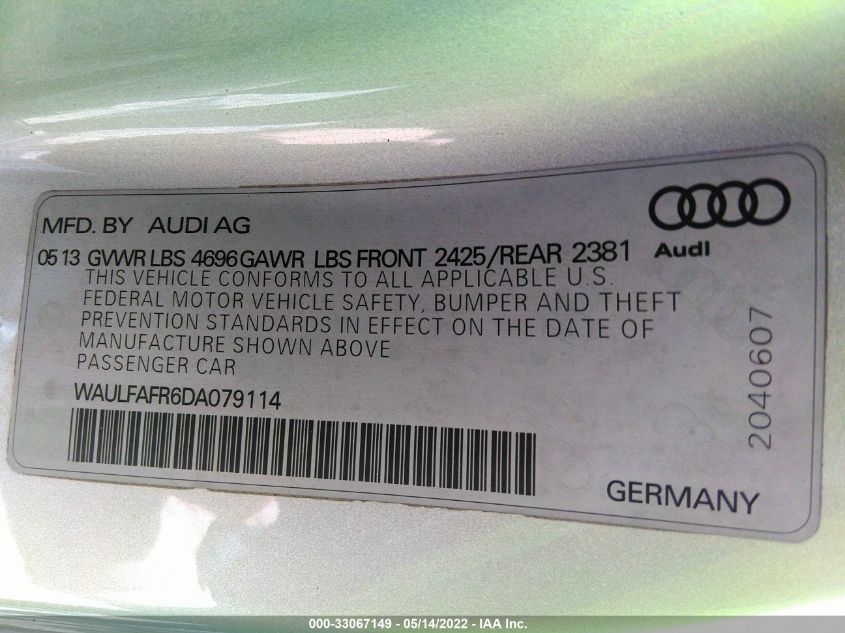 MFD. BY AUDI AG
05 13 GVWR LBS 4696 GAWR LBS FRONT 2425/REAR 2381
Audi
THIS VEHICLE CONFORMS TO ALL APPLICABLE U.S.
FEDERAL MOTOR VEHICLE SAFETY, BUMPER AND THEFT
PREVENTION STANDARDS IN EFFECT ON THE DATE OF
MANUFACTURE SHOWN ABOVE
PASSENGER CAR
WAULFAFR6DA079114
2040607
GERMANY
000-33067149 - 05/14/2022 - IAA Inc.